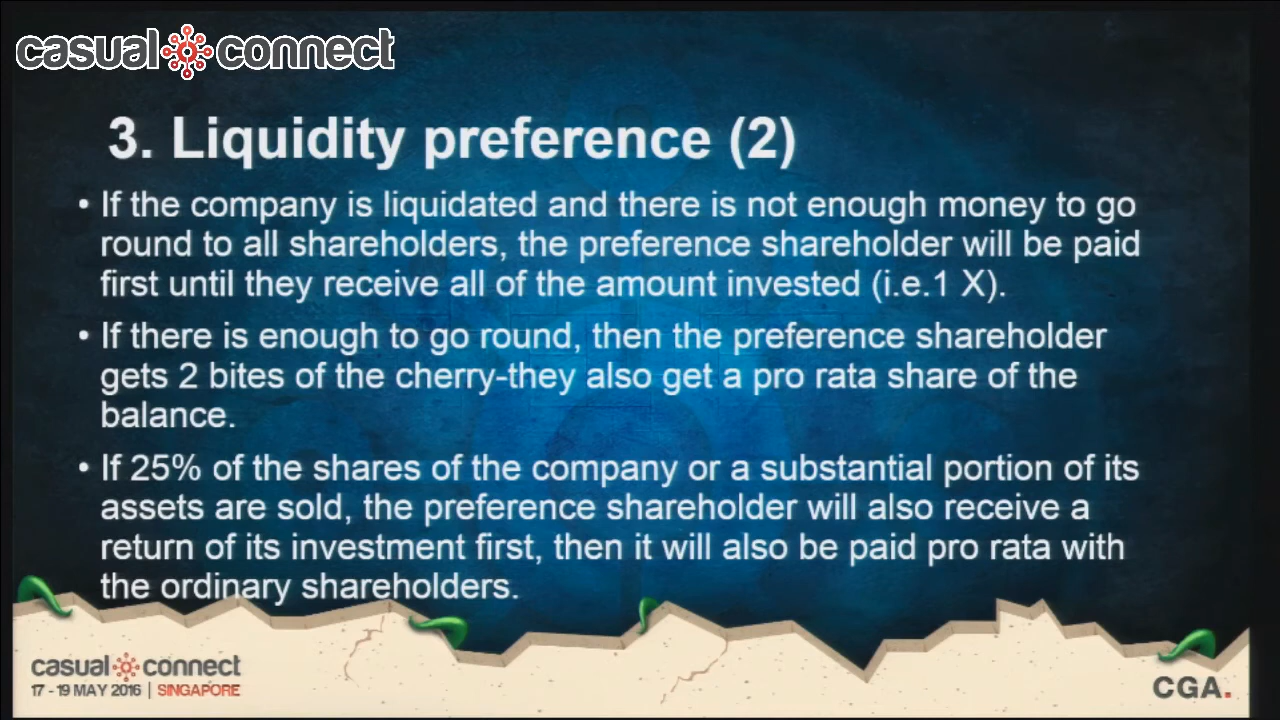 casual connect
3. Liquidity preference (2)
• If the company is liquidated and there is not enough money to go
round to all shareholders, the preference shareholder will be paid
first until they receive all of the amount invested (i.e.1 X).
• If there is enough to go round, then the preference shareholder
gets 2 bites of the cherry-they also get a pro rata share of the
balance.
• If 25% of the shares of the company or a substantial portion of its
assets are sold, the preference shareholder will also receive a
return of its investment first, then it will also be paid pro rata with
the ordinary shareholders.
casual connect
17 - 19 MAY 2016 | SINGAPORE
CGA.